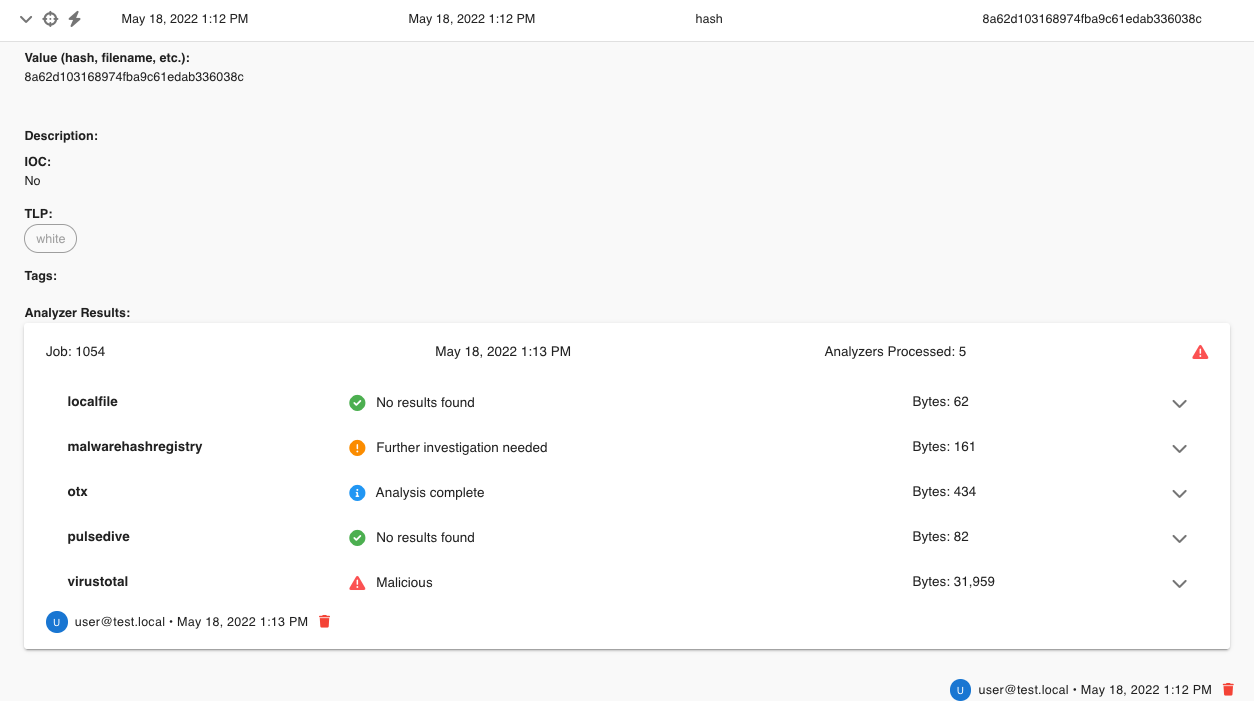 May 18, 2022 1:12 PM May 18, 2022 1:12 PM hash 8a62d103168974fba9c61edab336038c
Value (hash, filename, etc.):
8a62d103168974fba9c61edab336038c
Description:
IOC:
No
TLP:
white
Tags:
Analyzer Results:
Job: 1054 May 18, 2022 1:13 PM Analyzers Processed: 5
localfile No results found Bytes: 62
malwarehashregistry Further investigation needed Bytes: 161
otx Analysis complete Bytes: 434
pulsedive No results found Bytes: 82
virustotal Malicious Bytes: 31,959
U user@test.local • May 18, 2022 1:13 PM
U user@test.local • May 18, 2022 1:12 PM